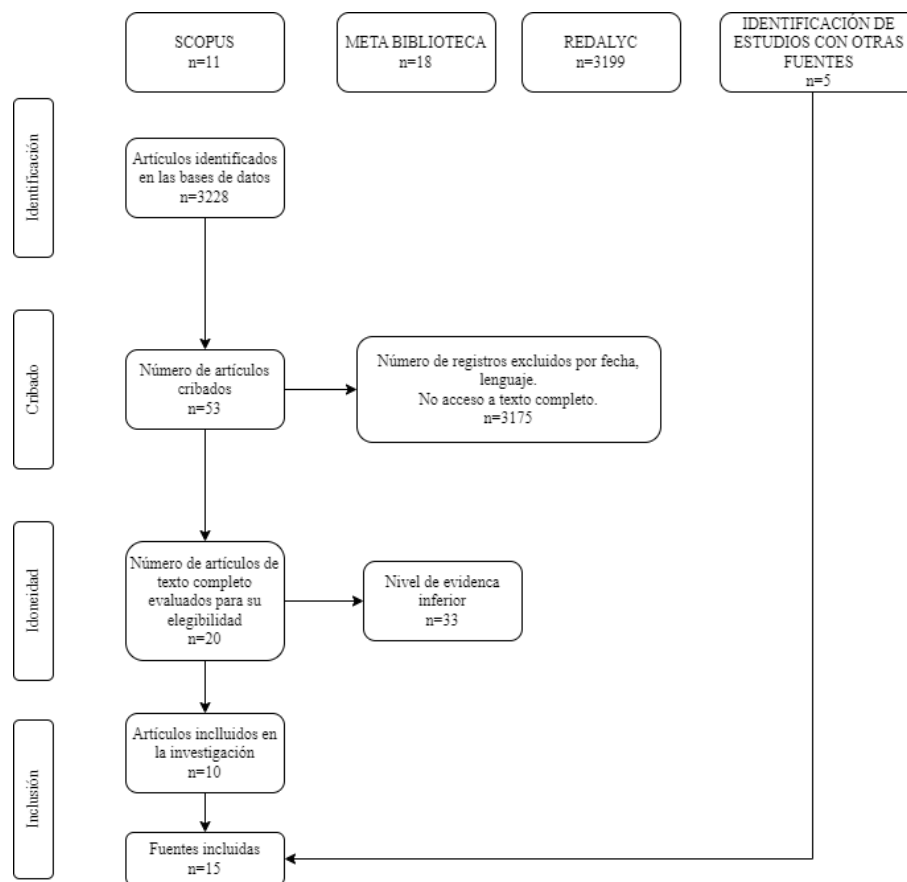 SCOPUS
n=11
META BIBLIOTECA
n=18
REDALYC
n=3199
IDENTIFICACIÓN DE
ESTUDIOS CON OTRAS
FUENTES
n=5
Identificación
Artículos identificados
en las bases de datos
n=3228
Cribado
Número de artículos
cribados
n=53
Número de registros excluidos por fecha,
lenguaje.
No acceso a texto completo.
n=3175
Idoneidad
Número de artículos de
texto completo
evaluados para su
elegibilidad
n=20
Nivel de evidenca
inferior
n=33
Inclusión
Artículos inclluidos en
la investigación
n=10
Fuentes incluidas
n=15